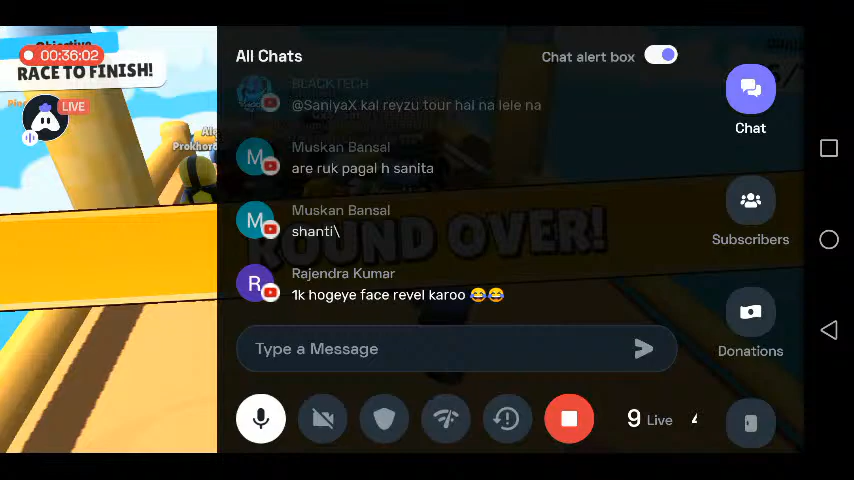 Objective
00:36:02
RACE TO FINISH!
LIVE
Prokhor
All Chats
Chat alert box
BLACKTECH
@SaniyaX kal reyzu tour hai na lele na
Muskan Bansal
are ruk pagal h sanita
Muskan Bansal
shanti\
ROUND OVER!
Rajendra Kumar
1k hogeye face revel karoo 😂😂
Type a Message
9 Live
Chat
Subscribers
Donations